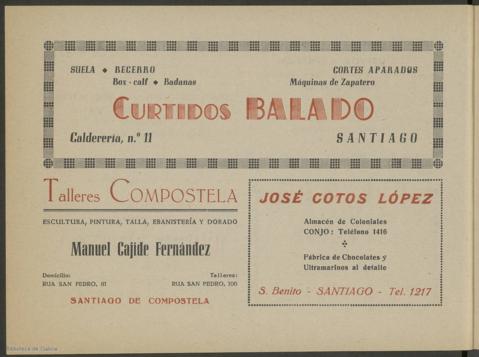 SUELA ◆ BECERRO
Box-calf ◆ Badanas
CORTES APARADOS
Máquinas de Zapatero
CURTIDOS BALADO
Calderería, n.º 11
SANTIAGO
Talleres COMPOSTELA
ESCULTURA, PINTURA, TALLA, EBANISTERÍA Y DORADO
Manuel Cajide Fernández
Domicilio:
RUA SAN PEDRO, 81
Talleres:
RUA SAN PEDRO, 100
SANTIAGO DE COMPOSTELA
JOSÉ COTOS LÓPEZ
Almacén de Coloniales
CONJO: Teléfono 1416
Fábrica de Chocolates y
Ultramarinos al detalle
S. Benito - SANTIAGO - Tel. 1217
Biblioteca de Galicia